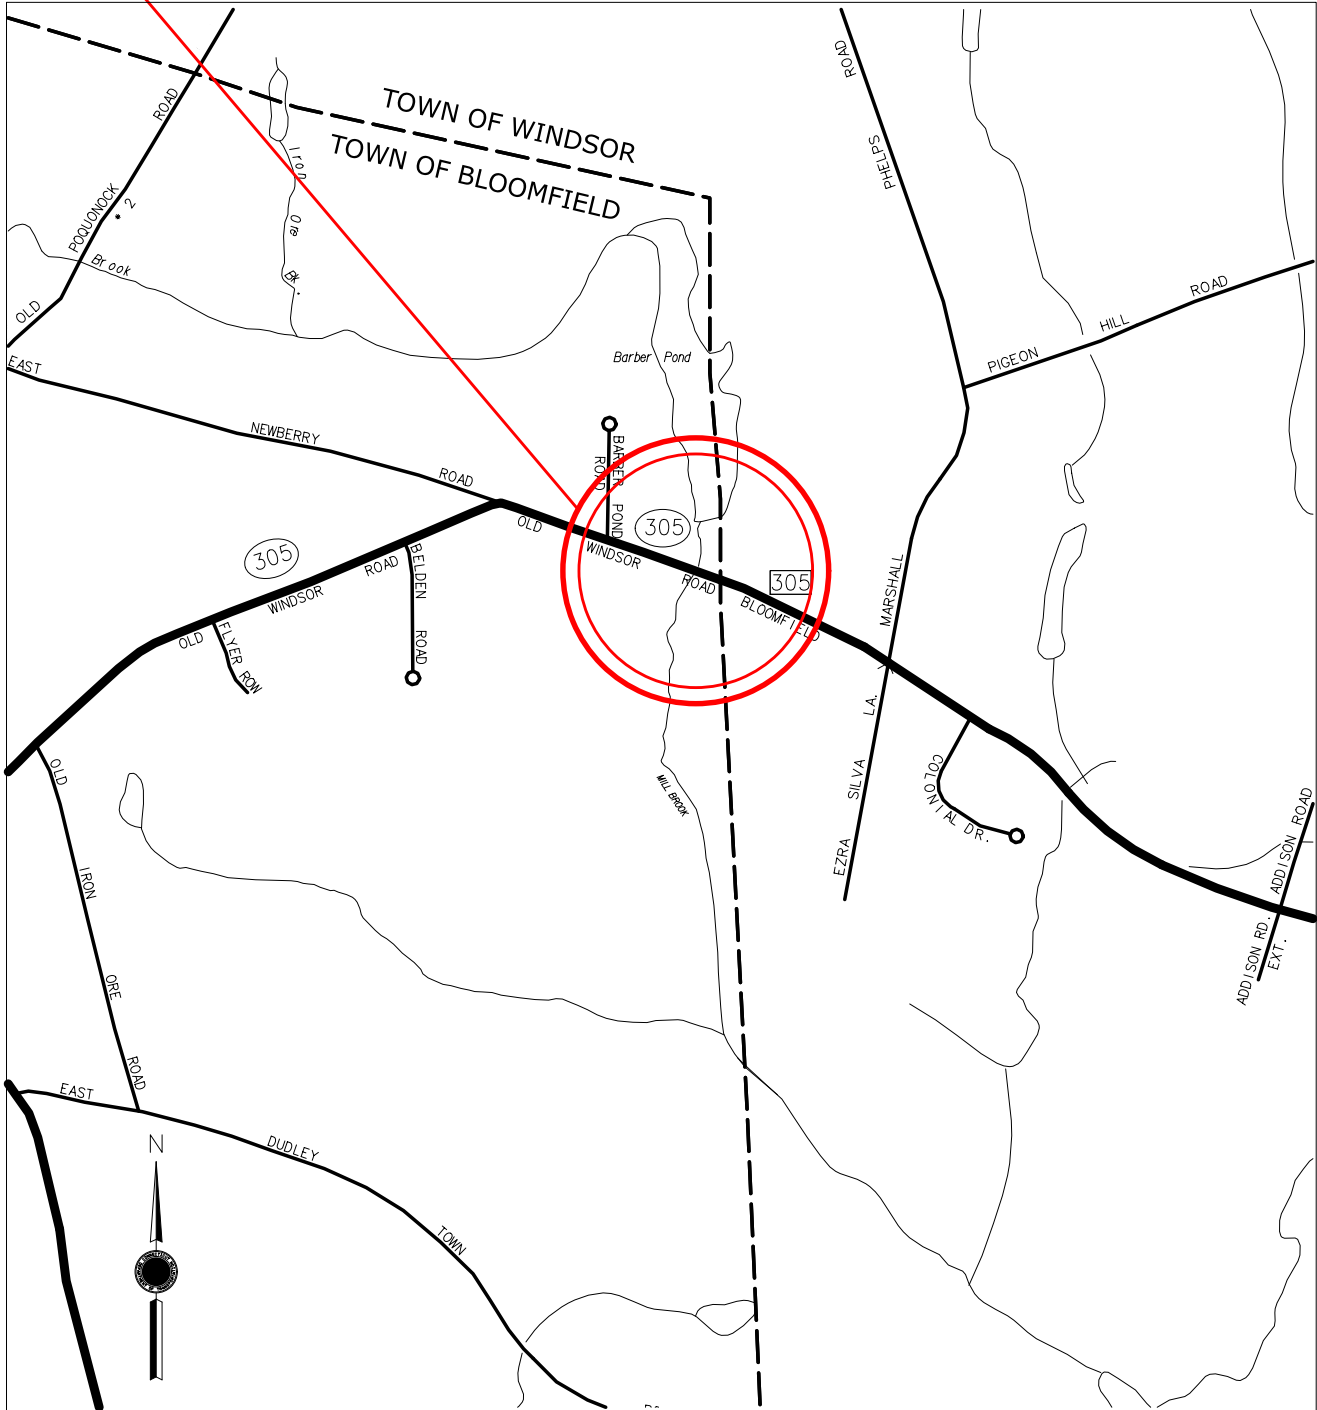 TOWN OF WINDSOR
TOWN OF BLOOMFIELD
OLD POQUONOCK ROAD
* 2
Iron Ore Bk.
Brook
ROAD
PHELPS
PIGEON HILL ROAD
Barber Pond
EAST NEWBERRY ROAD
BARBER POND
ROAD
305
305
305
OLD WINDSOR ROAD
OLD WINDSOR ROAD
BLOOMFIELD
BELDEN ROAD
FLYER ROW
MARSHALL
EZRA SILVA LA.
COLONIAL DR.
MILL BROOK
ADDISON ROAD
ADDISON RD.
EXT.
OLD IRON ORE ROAD
EAST DUDLEY TOWN
N